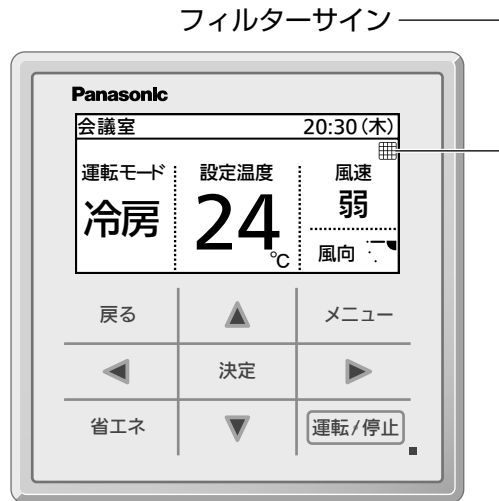 フィルターサイン
Panasonic
会議室 20:30(木)
運転モード 設定温度 風速
冷房 24℃ 弱
風向
戻る メニュー
決定
省エネ 運転/停止